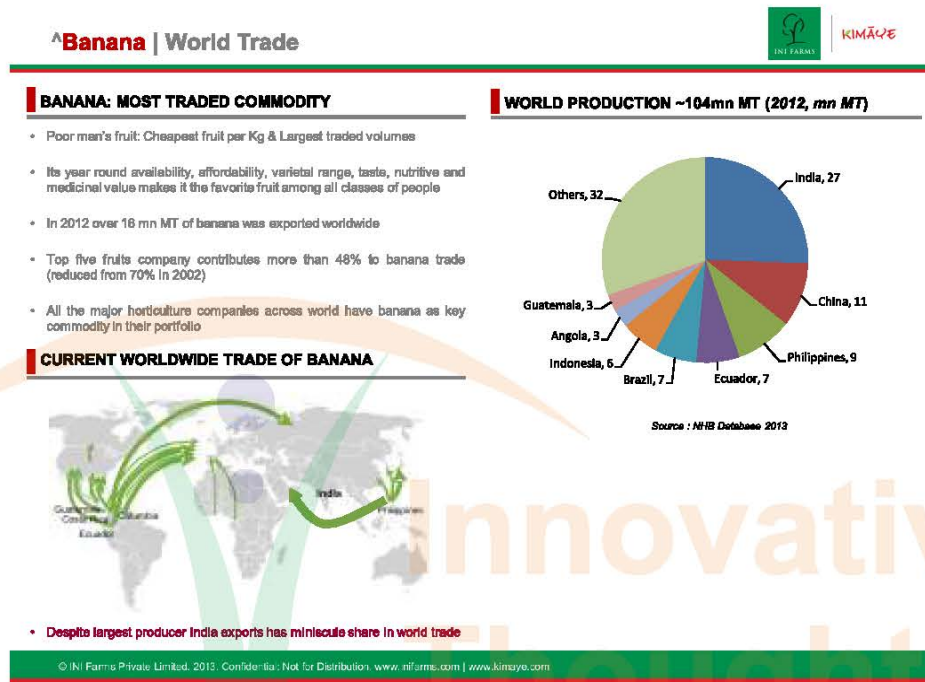 ^Banana | World Trade
INI FARMS
KIMĀYE
BANANA: MOST TRADED COMMODITY
• Poor man's fruit: Cheapest fruit per Kg & Largest traded volumes
• Its year round availability, affordability, varietal range, taste, nutritive and
medicinal value makes it the favorite fruit among all classes of people
• In 2012 over 16 mn MT of banana was exported worldwide
• Top five fruits company contributes more than 48% to banana trade
(reduced from 70% in 2002)
• All the major horticulture companies across world have banana as key
commodity in their portfolio
CURRENT WORLDWIDE TRADE OF BANANA
Guatemala
Costa Rica
Columbia
Ecuador
India
Philippines
• Despite largest producer India exports has miniscule share in world trade
WORLD PRODUCTION ~104mn MT (2012, mn MT)
India, 27
China, 11
Philippines, 9
Ecuador, 7
Brazil, 7
Indonesia, 6
Angola, 3
Guatemala, 3
Others, 32
Source : NHB Database 2013
Innovativ
Thought
© INI Farms Private Limited. 2013. Confidential: Not for Distribution. www.inifarms.com | www.kimaye.com